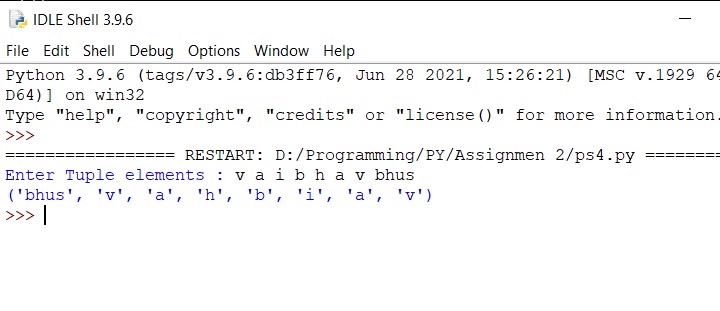 IDLE Shell 3.9.6
File Edit Shell Debug Options Window Help
Python 3.9.6 (tags/v3.9.6:db3ff76, Jun 28 2021, 15:26:21) [MSC v.1929 64
D64)] on win32
Type "help", "copyright", "credits" or "license()" for more information.
>>>
================= RESTART: D:/Programming/PY/Assignmen 2/ps4.py ========
Enter Tuple elements : v a i b h a v bhus
('bhus', 'v', 'a', 'h', 'b', 'i', 'a', 'v')
>>>